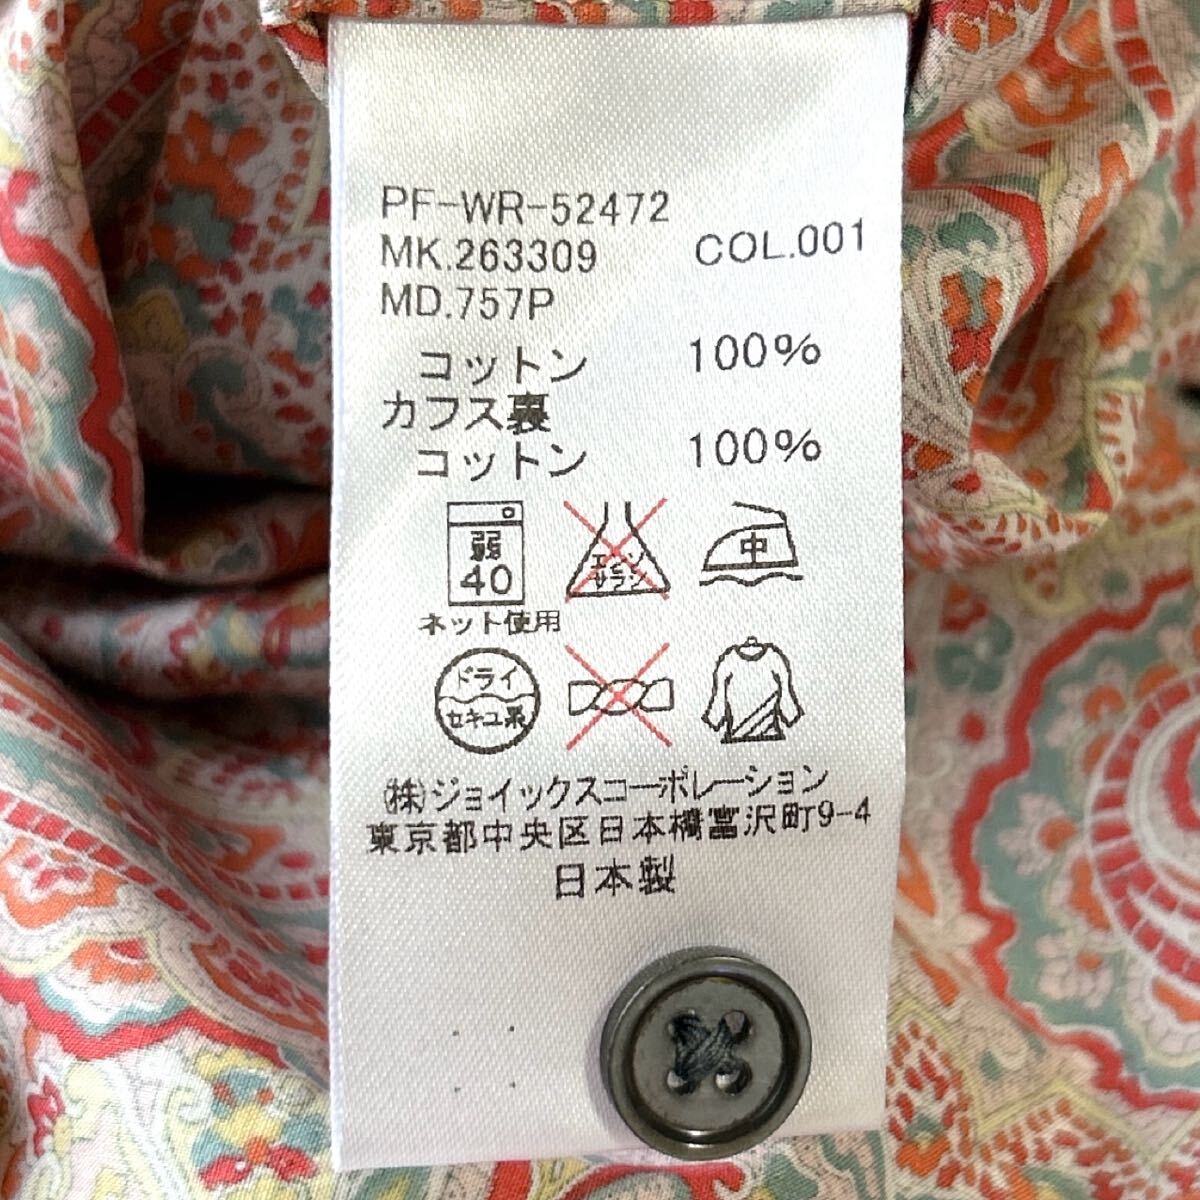 PF-WR-52472
MK.263309 COL.001
MD.757P
コットン 100%
カフス裏
コットン 100%
弱
40
エンソ
サラシ
中
ネット使用
ドライ
セキユ系
(株)ジョイックスコーポレーション
東京都中央区日本橋富沢町9-4
日本製